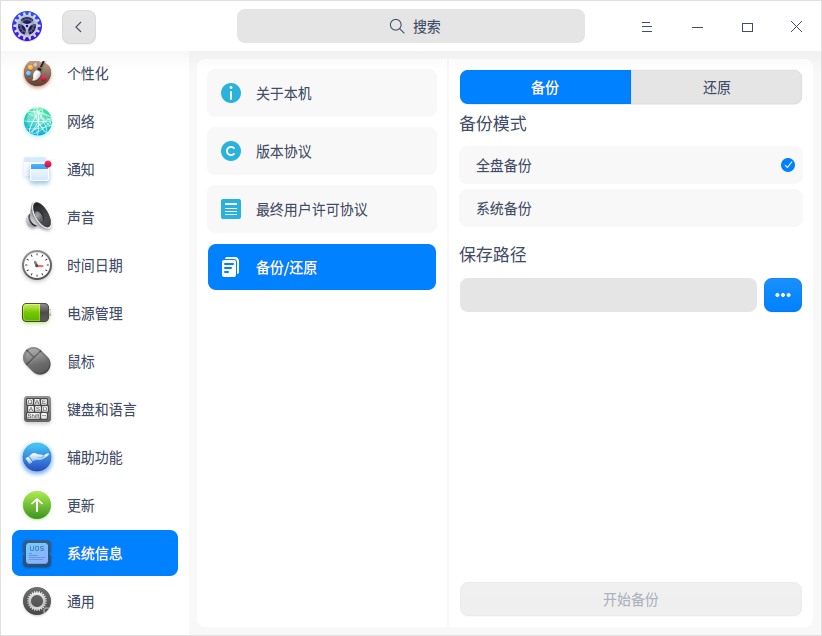 搜索
个性化
网络
通知
声音
时间日期
电源管理
鼠标
键盘和语言
辅助功能
更新
UOS
系统信息
通用
关于本机
版本协议
最终用户许可协议
备份/还原
备份
还原
备份模式
全盘备份
系统备份
保存路径
开始备份